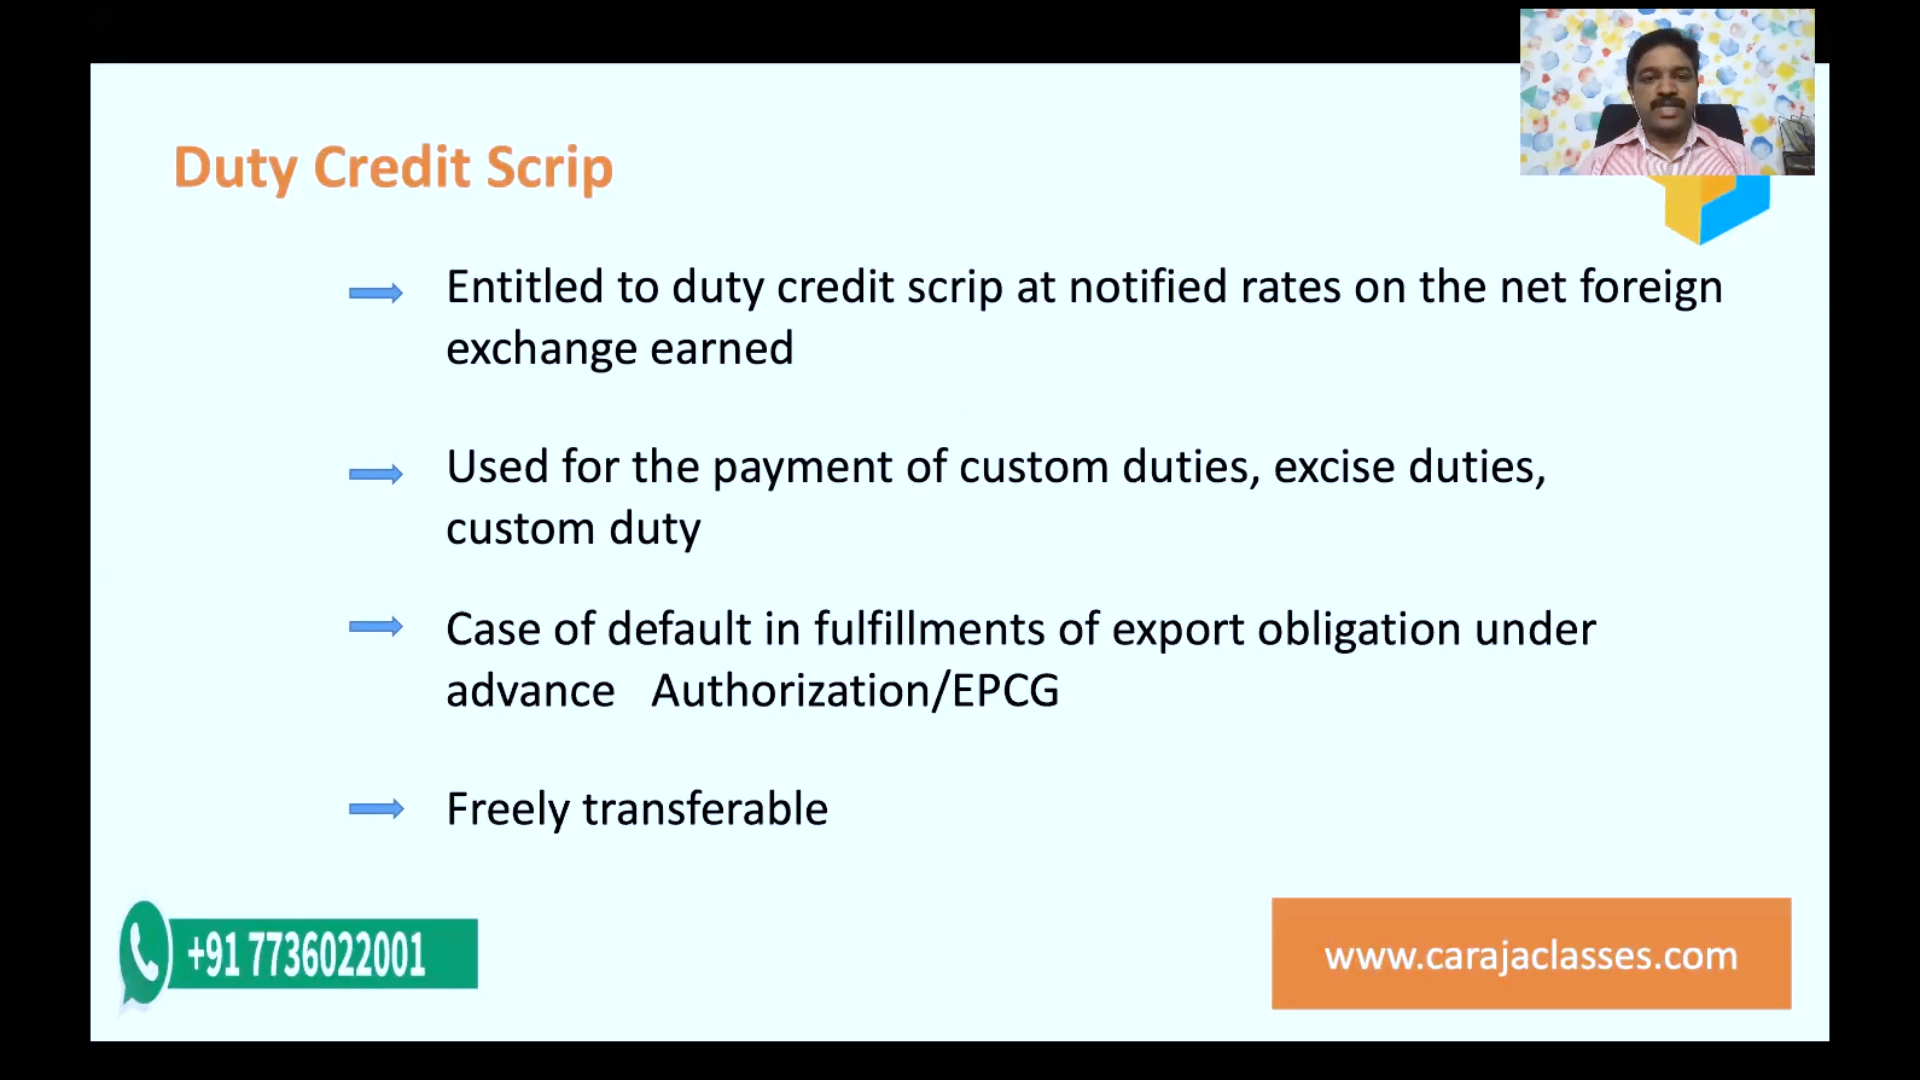 Duty Credit Scrip
Entitled to duty credit scrip at notified rates on the net foreign
exchange earned
Used for the payment of custom duties, excise duties,
custom duty
Case of default in fulfillments of export obligation under
advance Authorization/EPCG
Freely transferable
+91 7736022001
www.carajaclasses.com